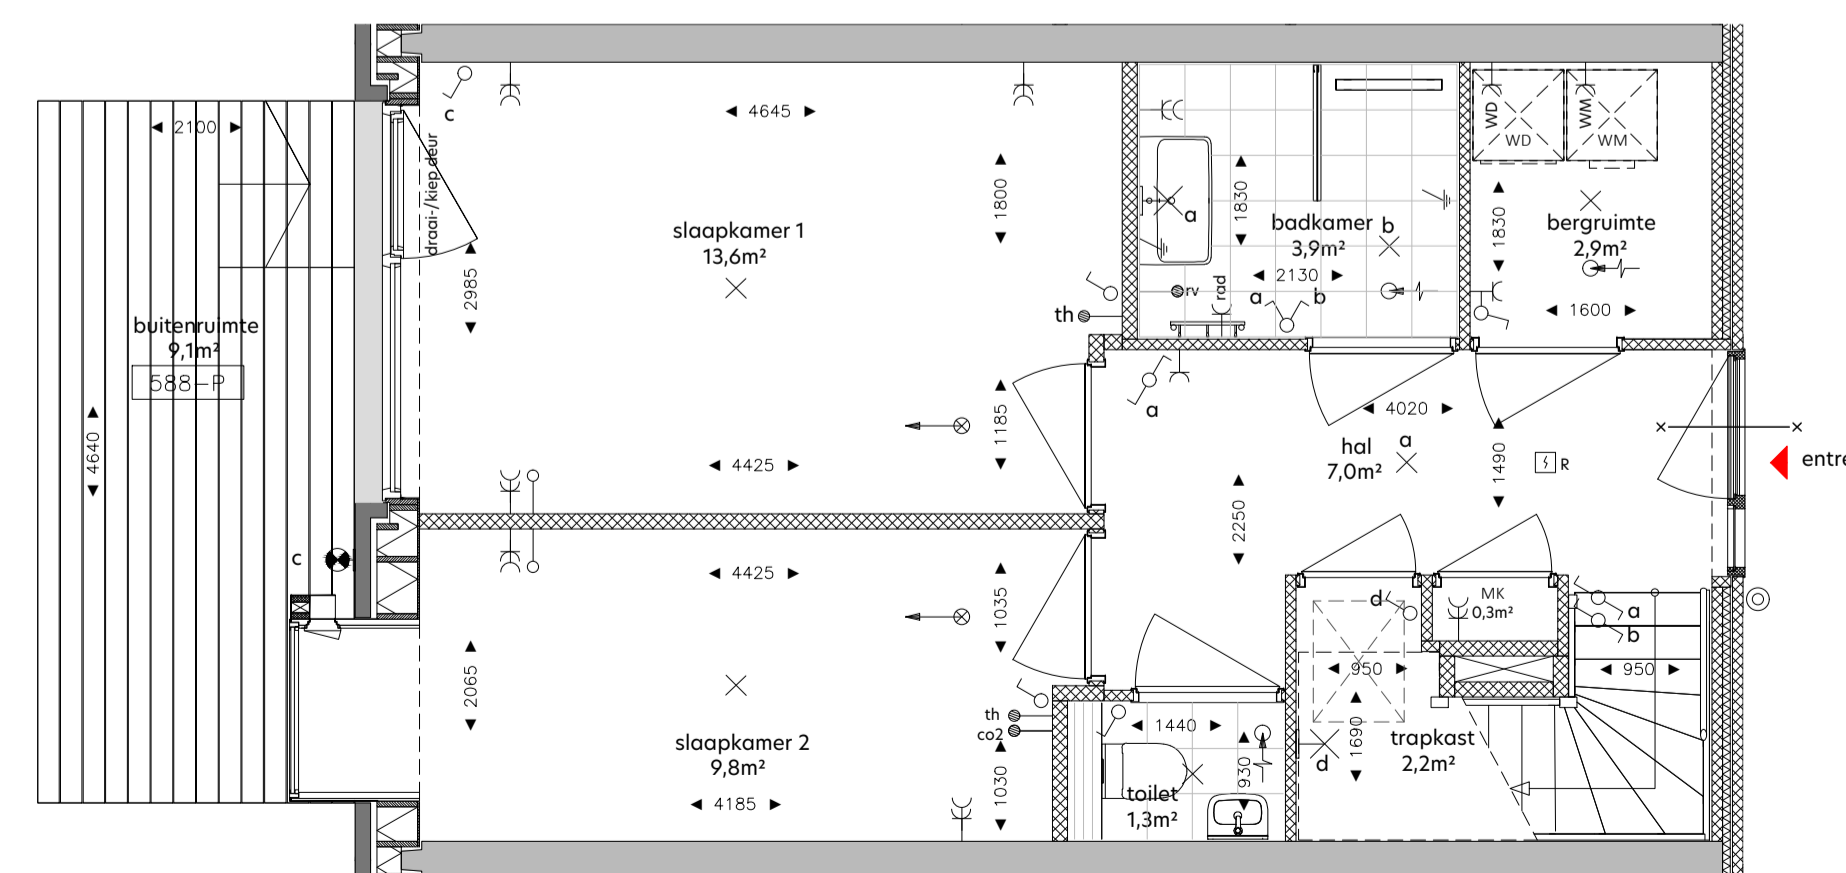 c
4645
2100
draai-/kiep deur
1800
slaapkamer 1
13,6m²
2985
buitenruimte
9,1m²
588-P
4640
th
1185
4425
a
1830
badkamer
3,9m²
b
2130
rv
rad
a
b
WD
WD
WM
WM
bergruimte
2,9m²
1830
1600
a
4020
hal
7,0m²
a
1490
R
entre
2250
c
4425
1035
2065
slaapkamer 2
9,8m²
4185
th
co2
1030
1440
930
toilet
1,3m²
d
MK
0,3m²
a
b
950
950
1690
d
trapkast
2,2m²